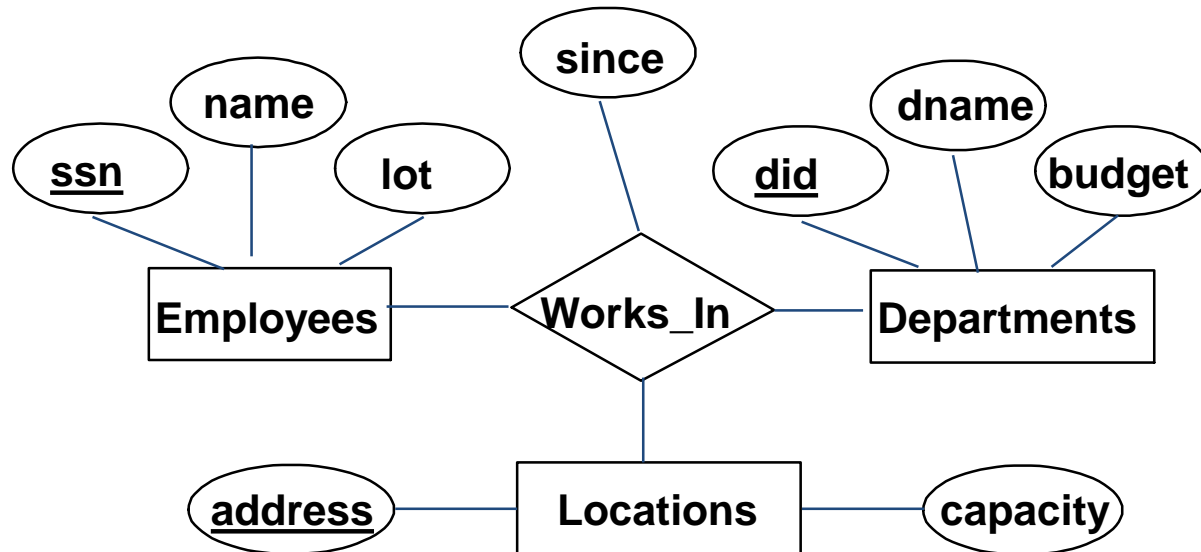 since
name
dname
ssn
lot
did
budget
Employees
Works_In
Departments
address
Locations
capacity